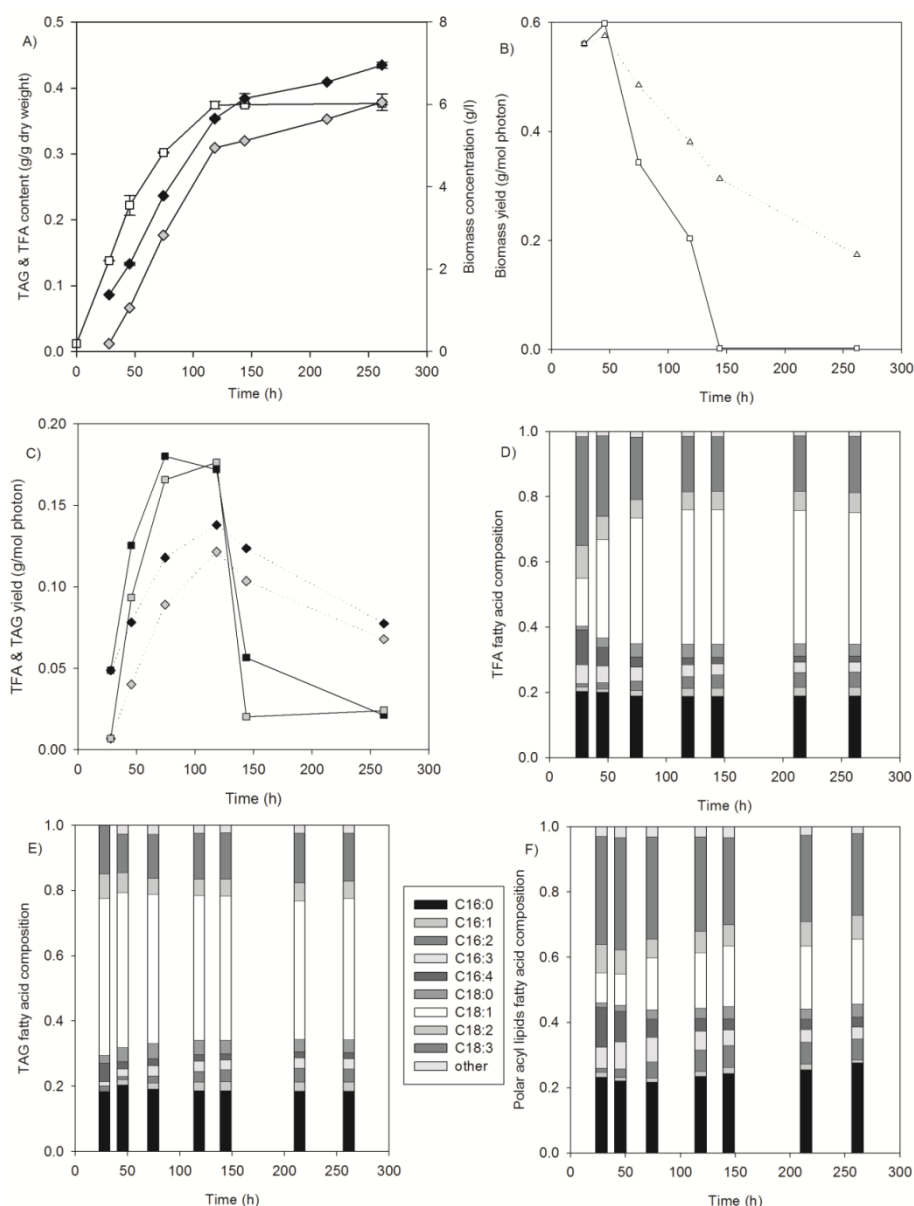 A)
TAG & TFA content (g/g dry weight)
0.5
0.4
0.3
0.2
0.1
0.0
8
6
4
2
0
Biomass concentration (g/l)
0 50 100 150 200 250 300
Time (h)
B)
Biomass yield (g/mol photon)
0.6
0.4
0.2
0.0
0 50 100 150 200 250 300
Time (h)
C)
TFA & TAG yield (g/mol photon)
0.20
0.15
0.10
0.05
0.00
0 50 100 150 200 250 300
Time (h)
D)
TFA fatty acid composition
1.0
0.8
0.6
0.4
0.2
0.0
0 50 100 150 200 250 300
Time (h)
E)
TAG fatty acid composition
1.0
0.8
0.6
0.4
0.2
0.0
0 50 100 150 200 250 300
Time (h)
C16:0
C16:1
C16:2
C16:3
C16:4
C18:0
C18:1
C18:2
C18:3
other
F)
Polar acyl lipids fatty acid composition
1.0
0.8
0.6
0.4
0.2
0.0
0 50 100 150 200 250 300
Time (h)